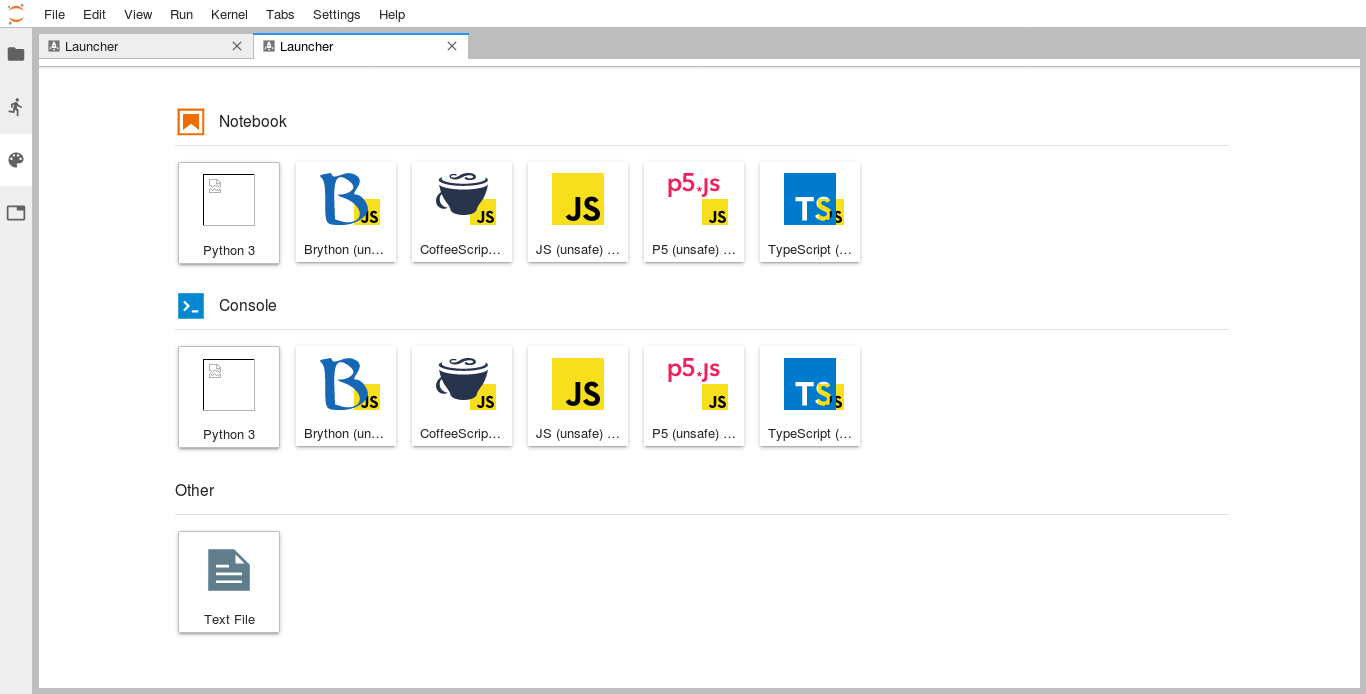 File Edit View Run Kernel Tabs Settings Help
Launcher Launcher
Notebook
JS JS JS p5*js JS TS JS
Python 3 Brython (un… CoffeeScrip… JS (unsafe) … P5 (unsafe) … TypeScript (…
Console
JS JS JS p5*js JS TS JS
Python 3 Brython (un… CoffeeScrip… JS (unsafe) … P5 (unsafe) … TypeScript (…
Other
Text File